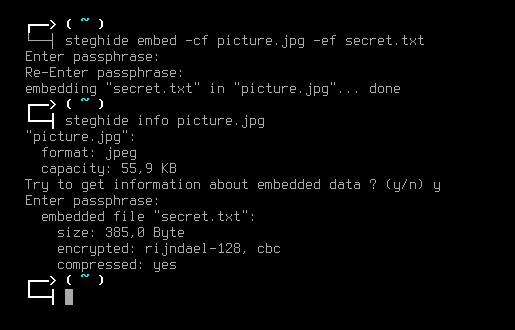 ┌──> ( ~ )
└──┤ steghide embed -cf picture.jpg -ef secret.txt
Enter passphrase:
Re-Enter passphrase:
embedding "secret.txt" in "picture.jpg"... done
┌──> ( ~ )
└──┤ steghide info picture.jpg
"picture.jpg":
  format: jpeg
  capacity: 55,9 KB
Try to get information about embedded data ? (y/n) y
Enter passphrase:
  embedded file "secret.txt":
    size: 385,0 Byte
    encrypted: rijndael-128, cbc
    compressed: yes
┌──> ( ~ )
└──┤